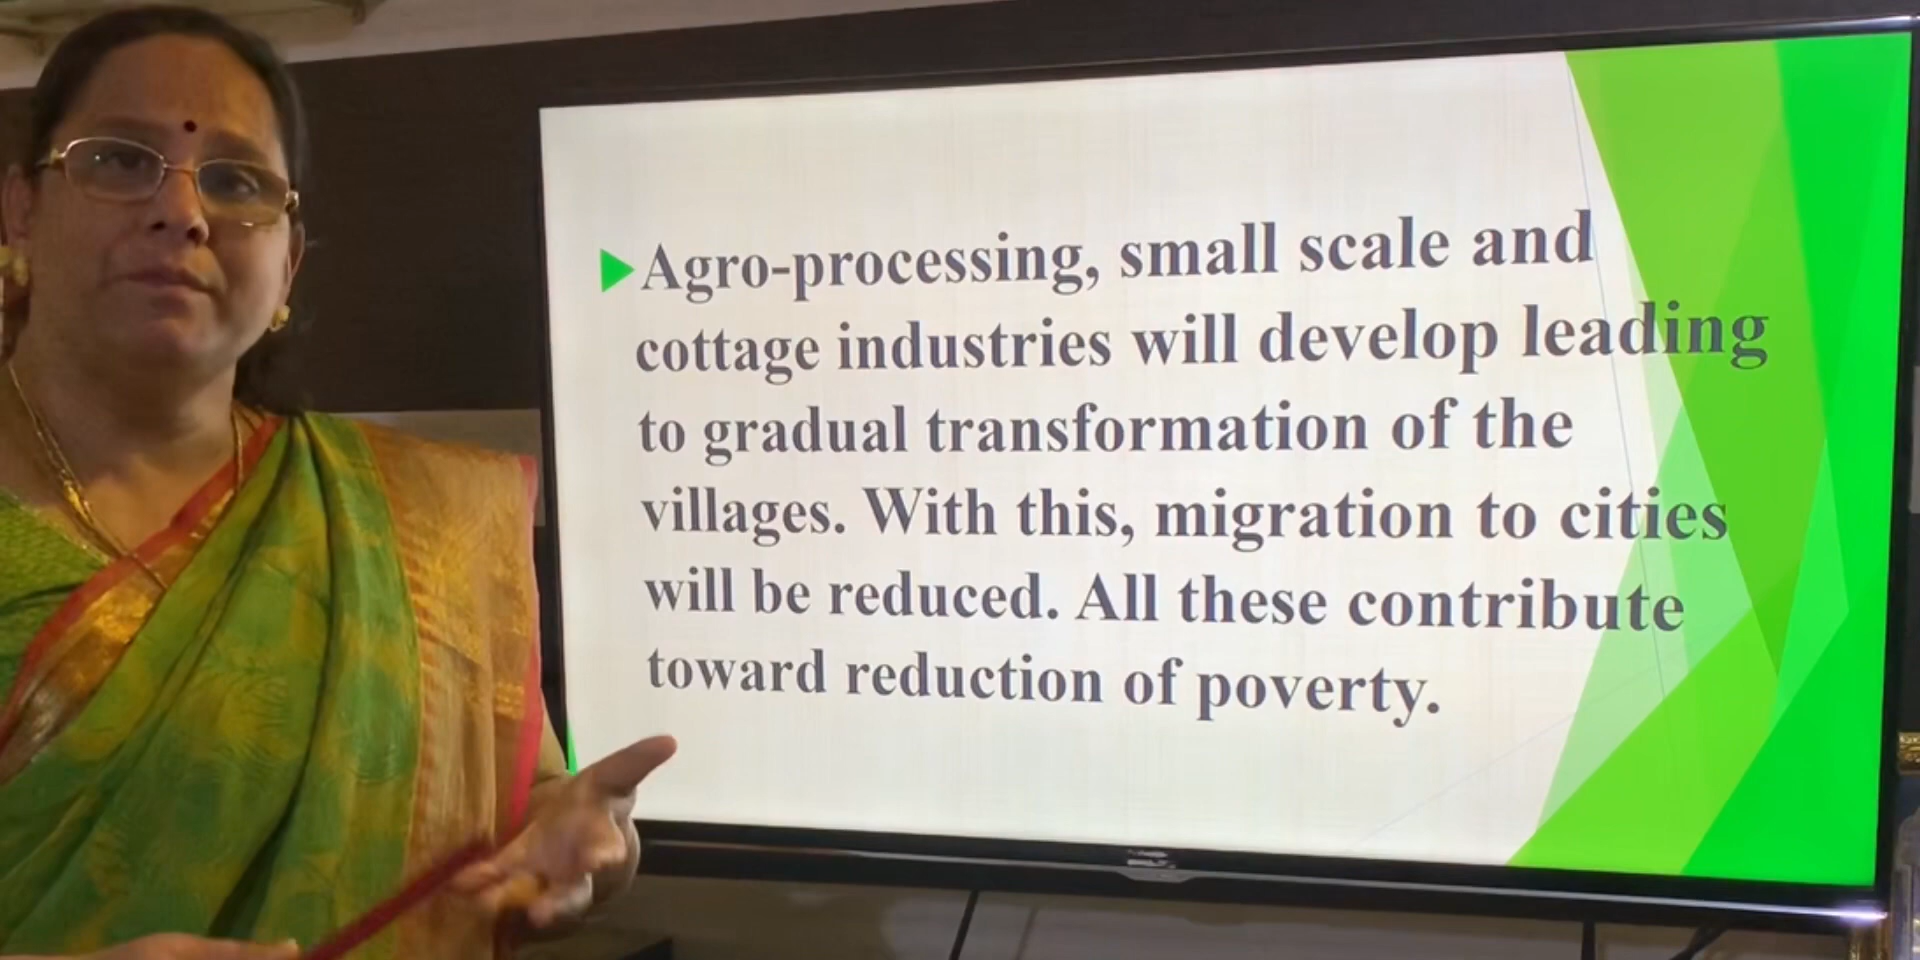 Agro-processing, small scale and
cottage industries will develop leading
to gradual transformation of the
villages. With this, migration to cities
will be reduced. All these contribute
toward reduction of poverty.